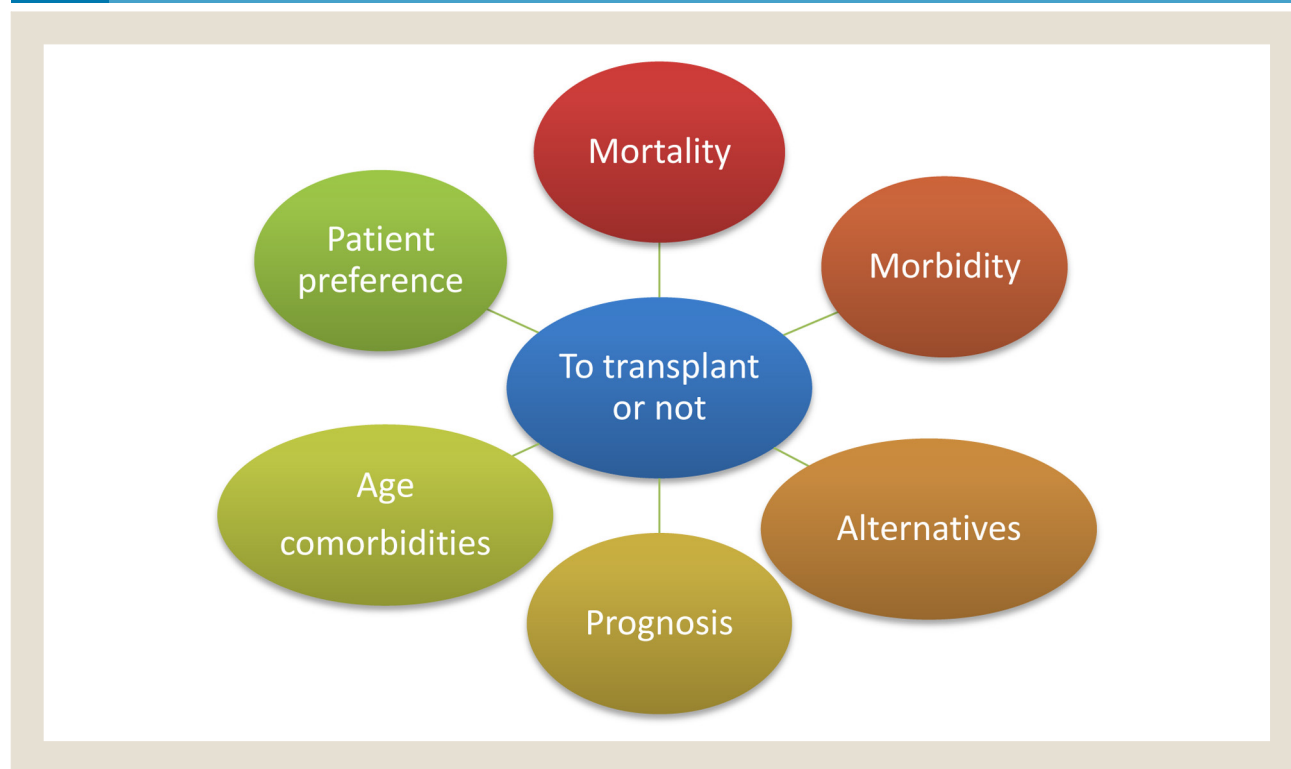 Mortality
Morbidity
Alternatives
Prognosis
Age
comorbidities
Patient
preference
To transplant
or not